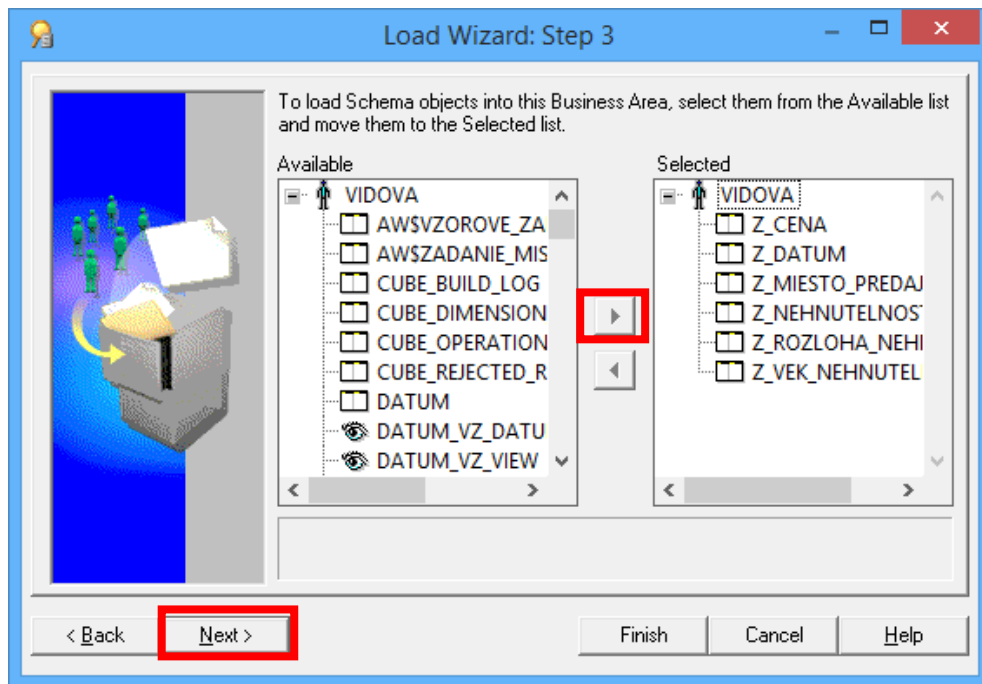 Load Wizard: Step 3
To load Schema objects into this Business Area, select them from the Available list
and move them to the Selected list.
Available
VIDOVA
AW$VZOROVE_ZA
AW$ZADANIE_MIS
CUBE_BUILD_LOG
CUBE_DIMENSION
CUBE_OPERATION
CUBE_REJECTED_R
DATUM
DATUM_VZ_DATU
DATUM_VZ_VIEW
Selected
VIDOVA
Z_CENA
Z_DATUM
Z_MIESTO_PREDAJ
Z_NEHNUTELNOS
Z_ROZLOHA_NEH
Z_VEK_NEHNUTEL
< Back
Next >
Finish
Cancel
Help